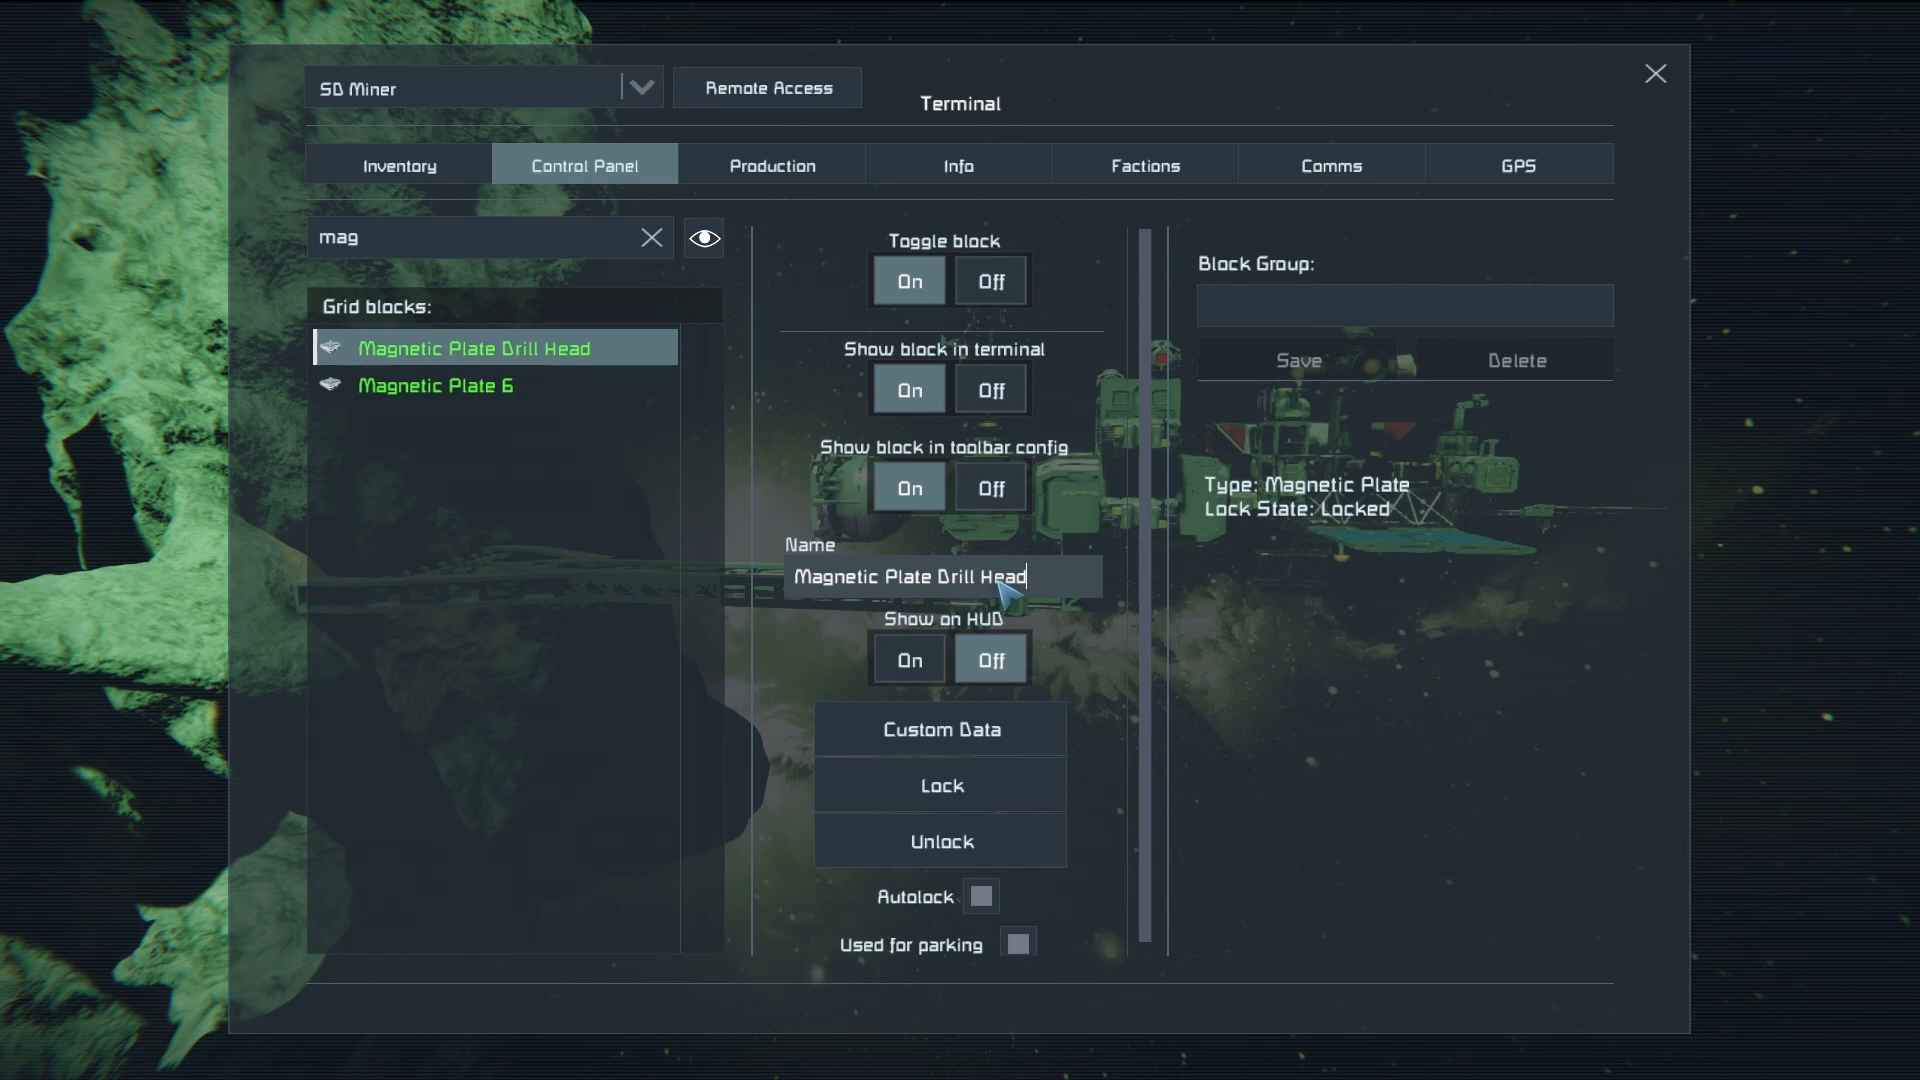 SD Miner
Remote Access
Terminal
Inventory
Control Panel
Production
Info
Factions
Comms
GPS
mag
Grid blocks:
Magnetic Plate Drill Head
Magnetic Plate 6
Toggle block
On
Off
Show block in terminal
On
Off
Show block in toolbar config
On
Off
Name
Magnetic Plate Drill Head
Show on HUD
On
Off
Custom Data
Lock
Unlock
Autolock
Used for parking
Block Group:
Save
Delete
Type: Magnetic Plate
Lock State: Locked